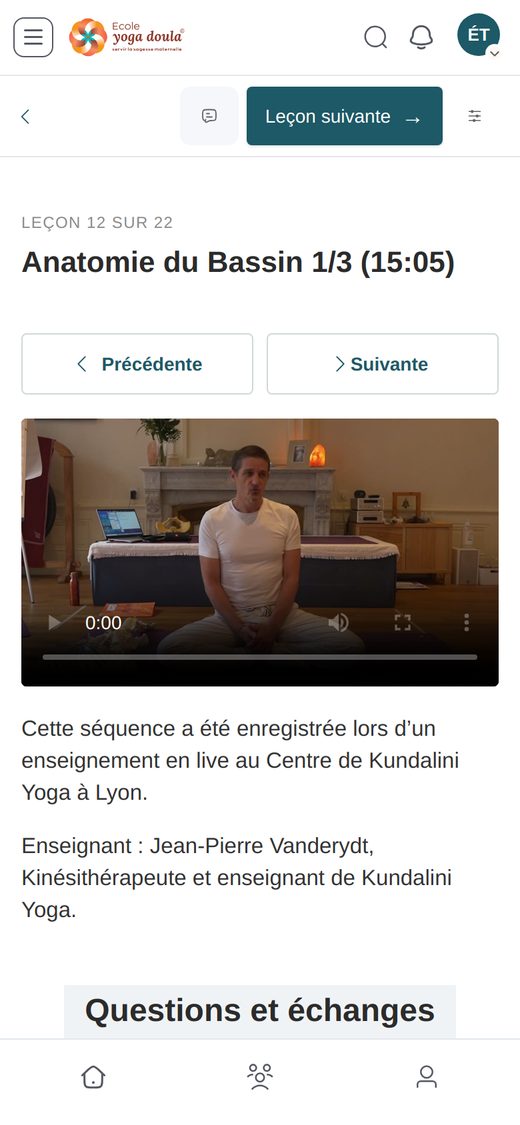 Ecole
yoga doula®
servir la sagesse maternelle
ÉT
Leçon suivante →
LEÇON 12 SUR 22
Anatomie du Bassin 1/3 (15:05)
Précédente
Suivante
0:00
Cette séquence a été enregistrée lors d’un
enseignement en live au Centre de Kundalini
Yoga à Lyon.
Enseignant : Jean-Pierre Vanderydt,
Kinésithérapeute et enseignant de Kundalini
Yoga.
Questions et échanges